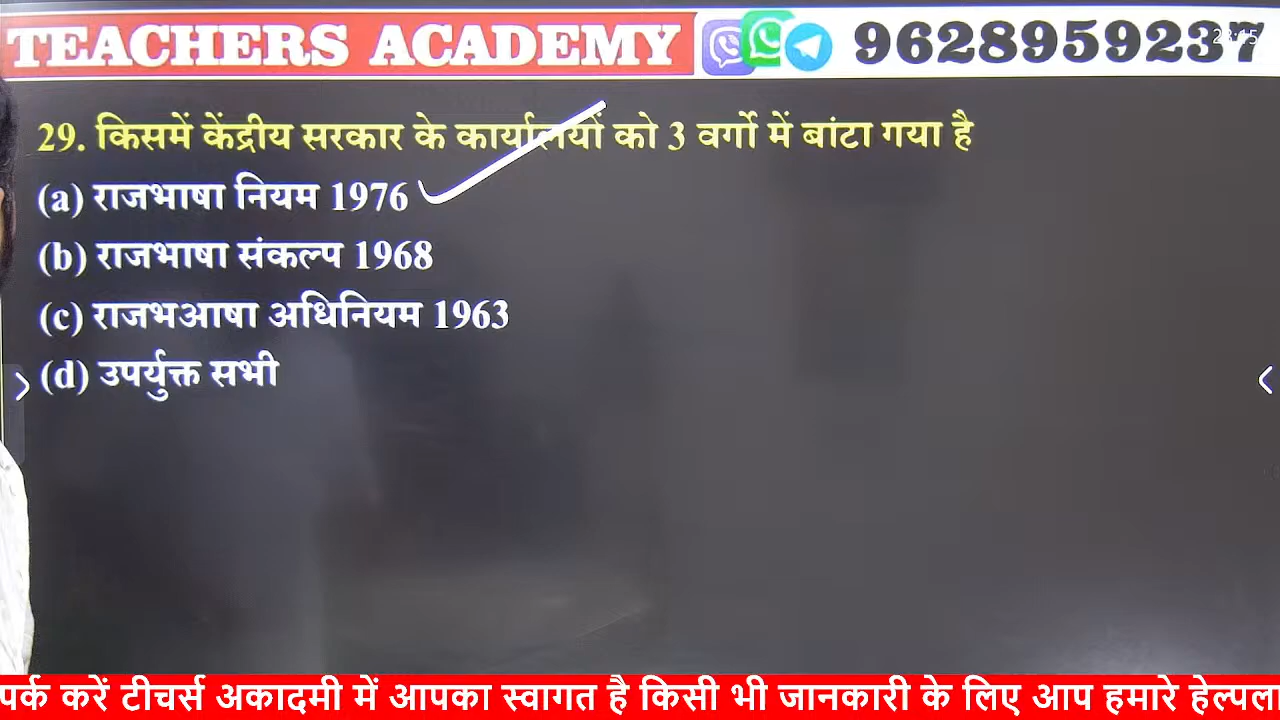 TEACHERS ACADEMY 9628959237
29. किसमें केंद्रीय सरकार के कार्यालयों को 3 वर्गो में बांटा गया है
(a) राजभाषा नियम 1976
(b) राजभाषा संकल्प 1968
(c) राजभआषा अधिनियम 1963
(d) उपर्युक्त सभी
पर्क करें टीचर्स अकादमी में आपका स्वागत है किसी भी जानकारी के लिए आप हमारे हेल्पला